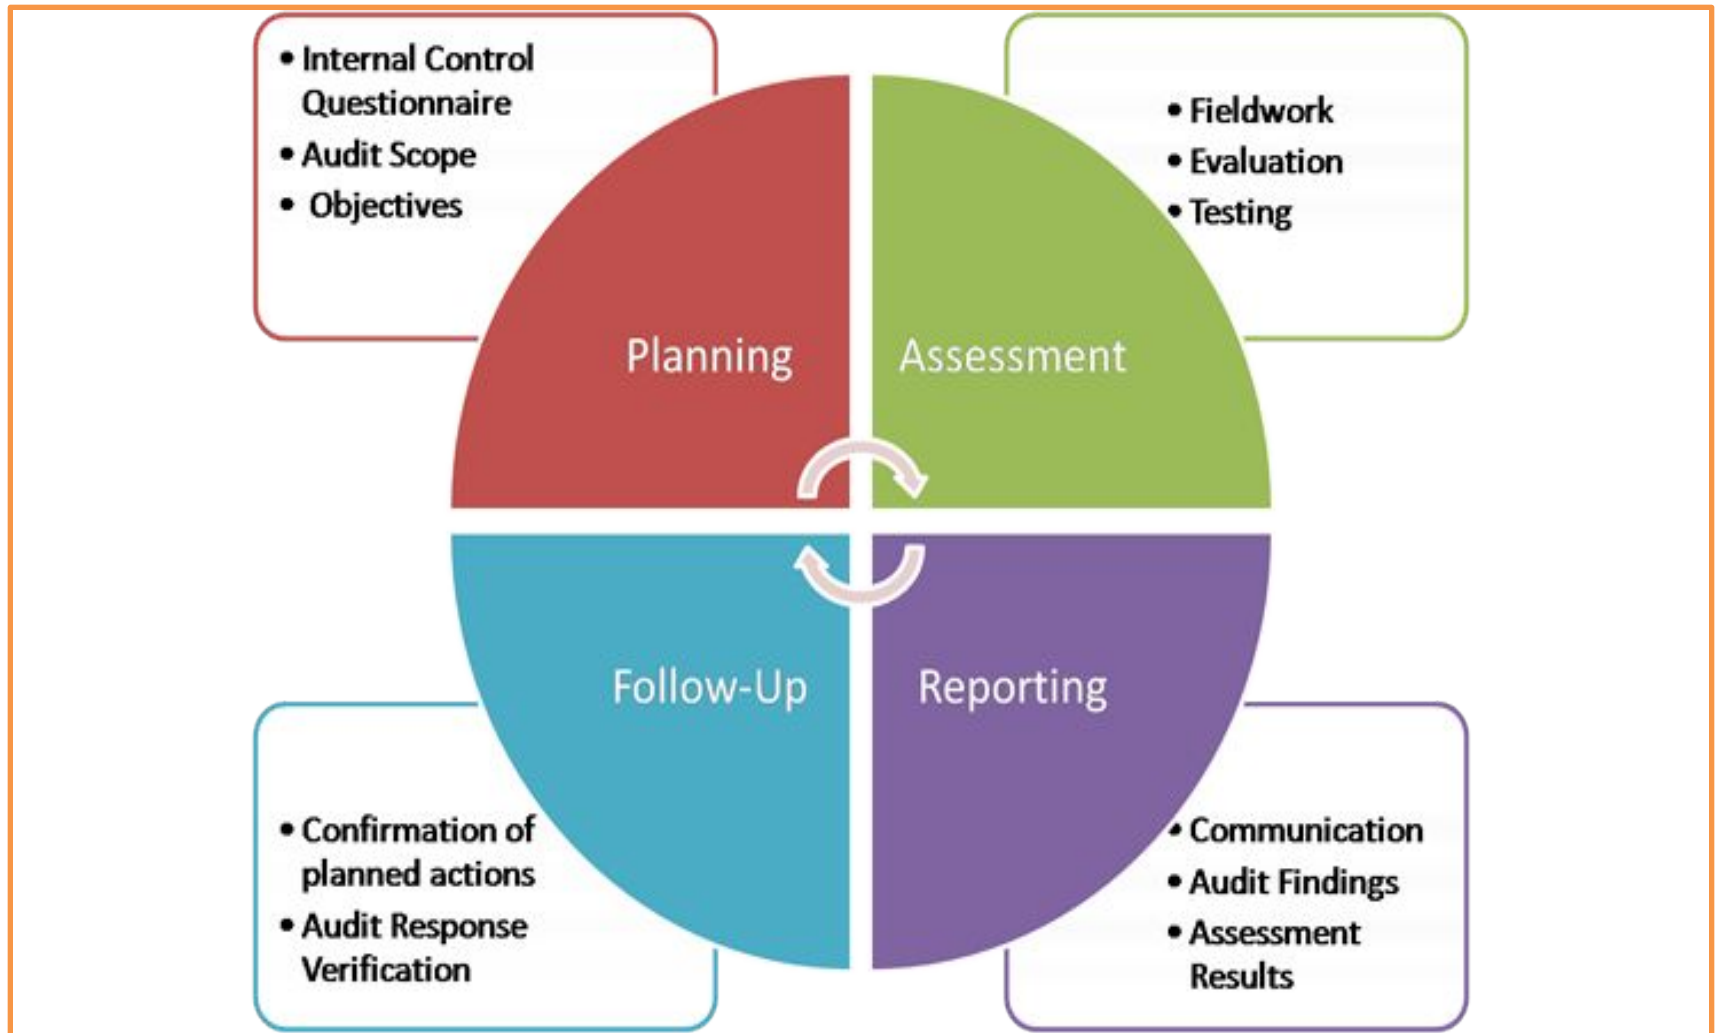 • Internal Control
Questionnaire
• Audit Scope
• Objectives
• Fieldwork
• Evaluation
• Testing
Planning
Assessment
Follow-Up
Reporting
• Confirmation of
planned actions
• Audit Response
Verification
• Communication
• Audit Findings
• Assessment
Results